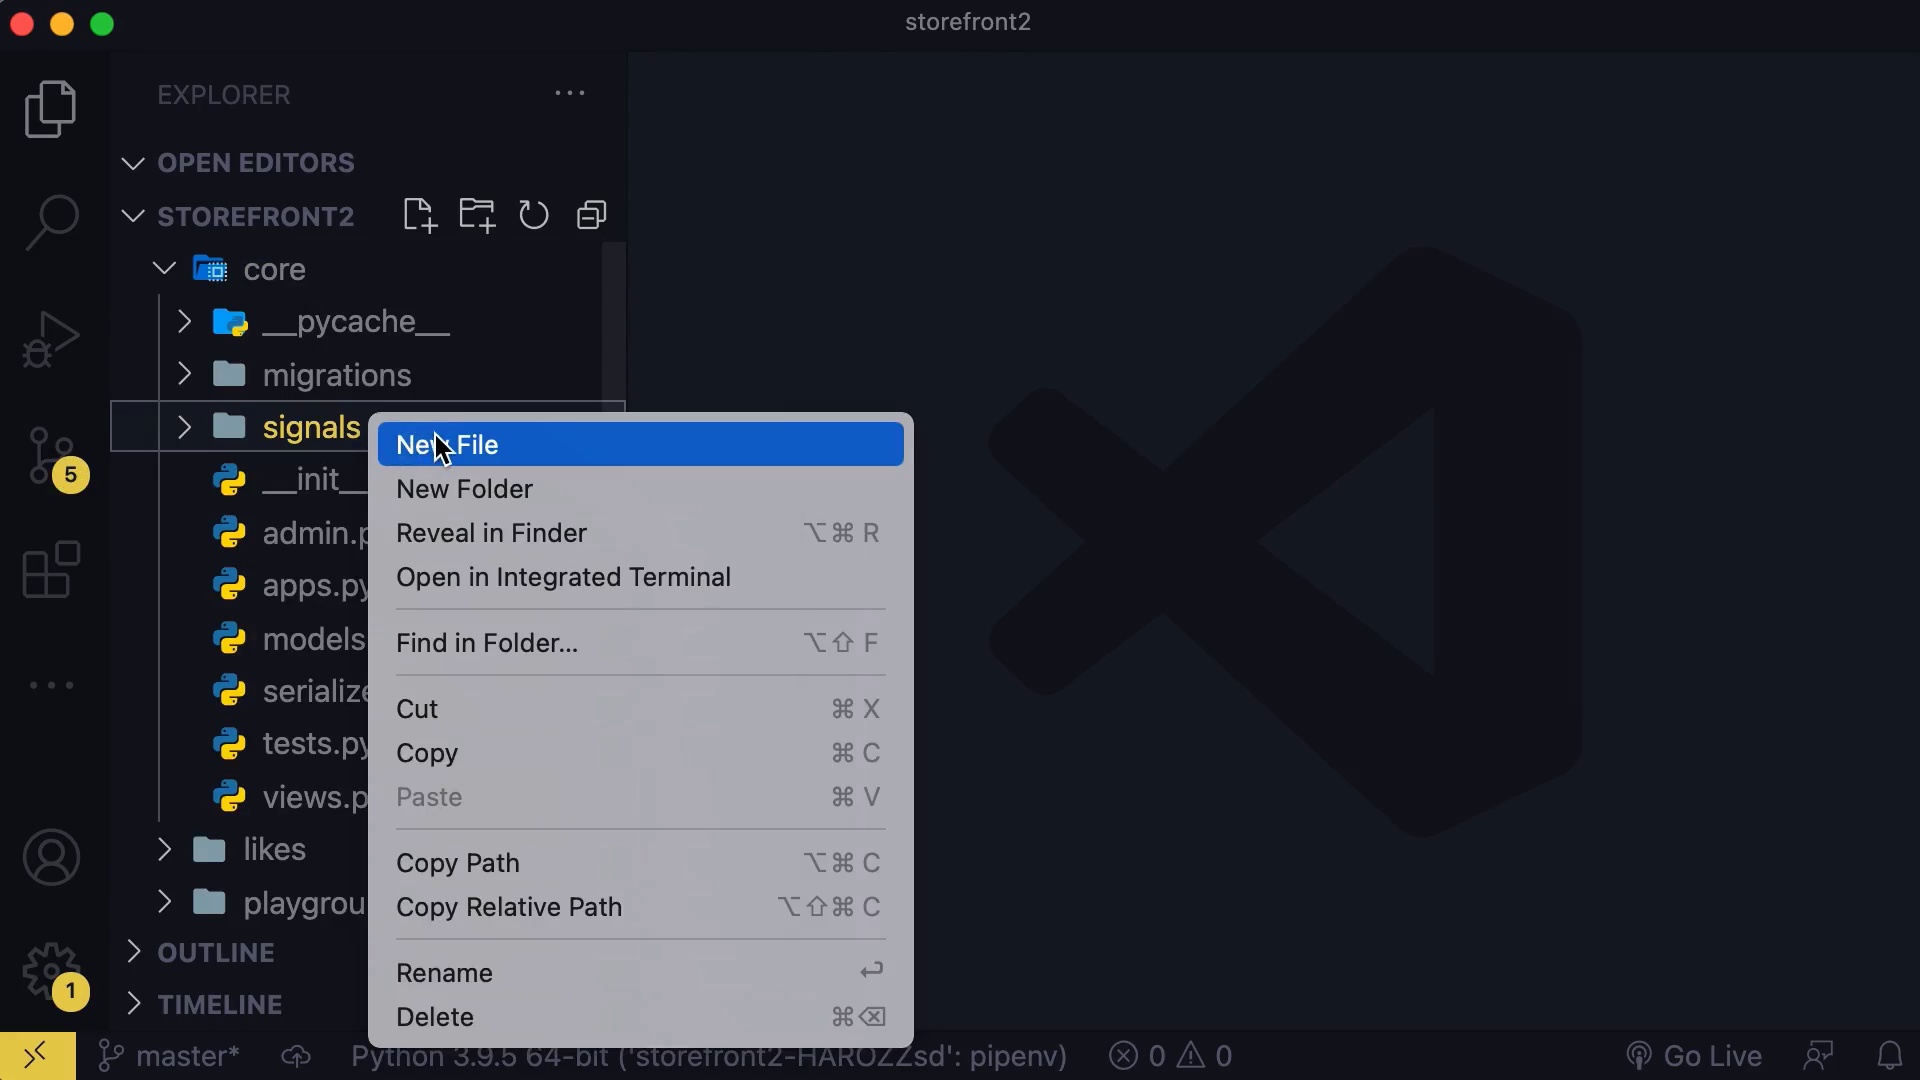 storefront2
EXPLORER
OPEN EDITORS
STOREFRONT2
core
__pycache__
migrations
signals
__init__
admin.p
apps.py
models
serialize
tests.py
views.p
likes
playgrou
OUTLINE
TIMELINE
New File
New Folder
Reveal in Finder ⌥⌘ R
Open in Integrated Terminal
Find in Folder... ⌥⇧ F
Cut ⌘ X
Copy ⌘ C
Paste ⌘ V
Copy Path ⌥⌘ C
Copy Relative Path ⌥⇧⌘ C
Rename ↩
Delete ⌘⌫
5
1
master* Python 3.9.5 64-bit ('storefront2-HAROZZsd': pipenv) 0 0 Go Live